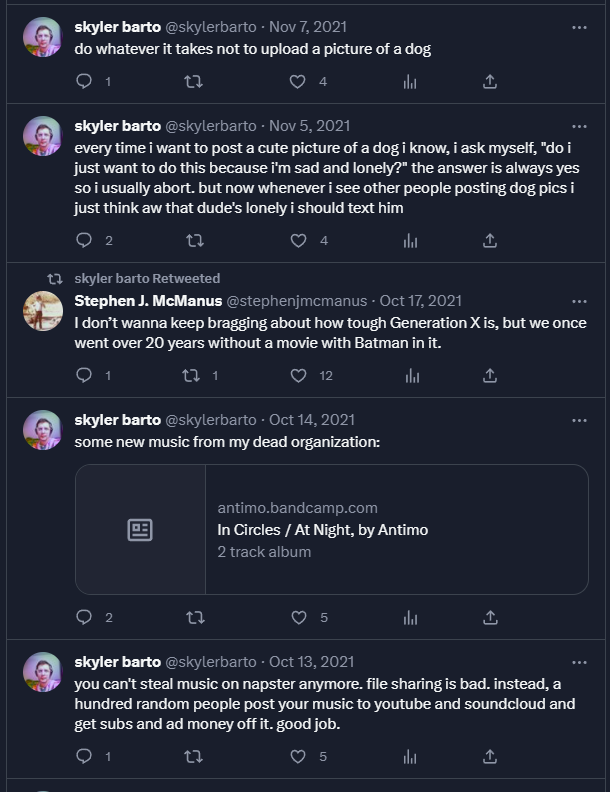 skyler barto @skylerbarto · Nov 7, 2021
do whatever it takes not to upload a picture of a dog
1 4
skyler barto @skylerbarto · Nov 5, 2021
every time i want to post a cute picture of a dog i know, i ask myself, "do i
just want to do this because i'm sad and lonely?" the answer is always yes
so i usually abort. but now whenever i see other people posting dog pics i
just think aw that dude's lonely i should text him
2 4
skyler barto Retweeted
Stephen J. McManus @stephenjmcmanus · Oct 17, 2021
I don’t wanna keep bragging about how tough Generation X is, but we once
went over 20 years without a movie with Batman in it.
1 1 12
skyler barto @skylerbarto · Oct 14, 2021
some new music from my dead organization:
antimo.bandcamp.com
In Circles / At Night, by Antimo
2 track album
2 5
skyler barto @skylerbarto · Oct 13, 2021
you can't steal music on napster anymore. file sharing is bad. instead, a
hundred random people post your music to youtube and soundcloud and
get subs and ad money off it. good job.
1 5